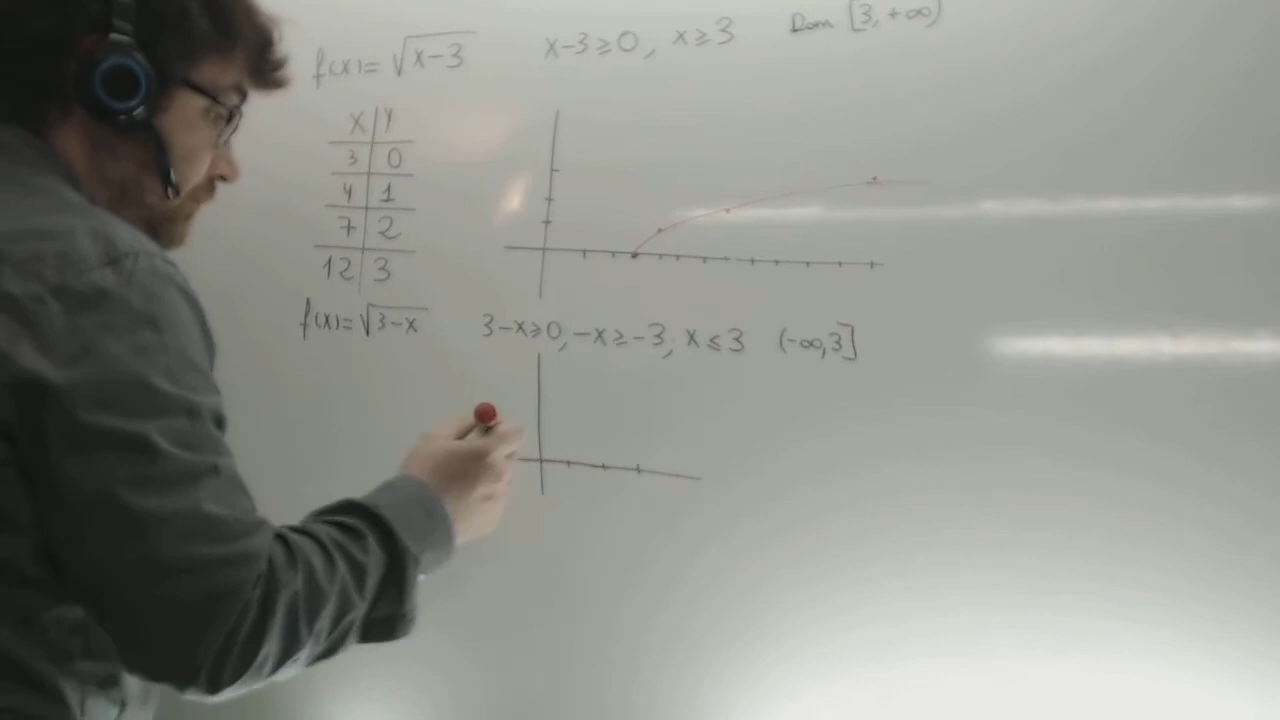 f(x)=√x-3 x-3≥0, x≥3 Dom [3,+∞)
X Y
3 0
4 1
7 2
12 3
f(x)=√3-x 3-x≥0, -x≥-3, x≤3 (-∞,3]